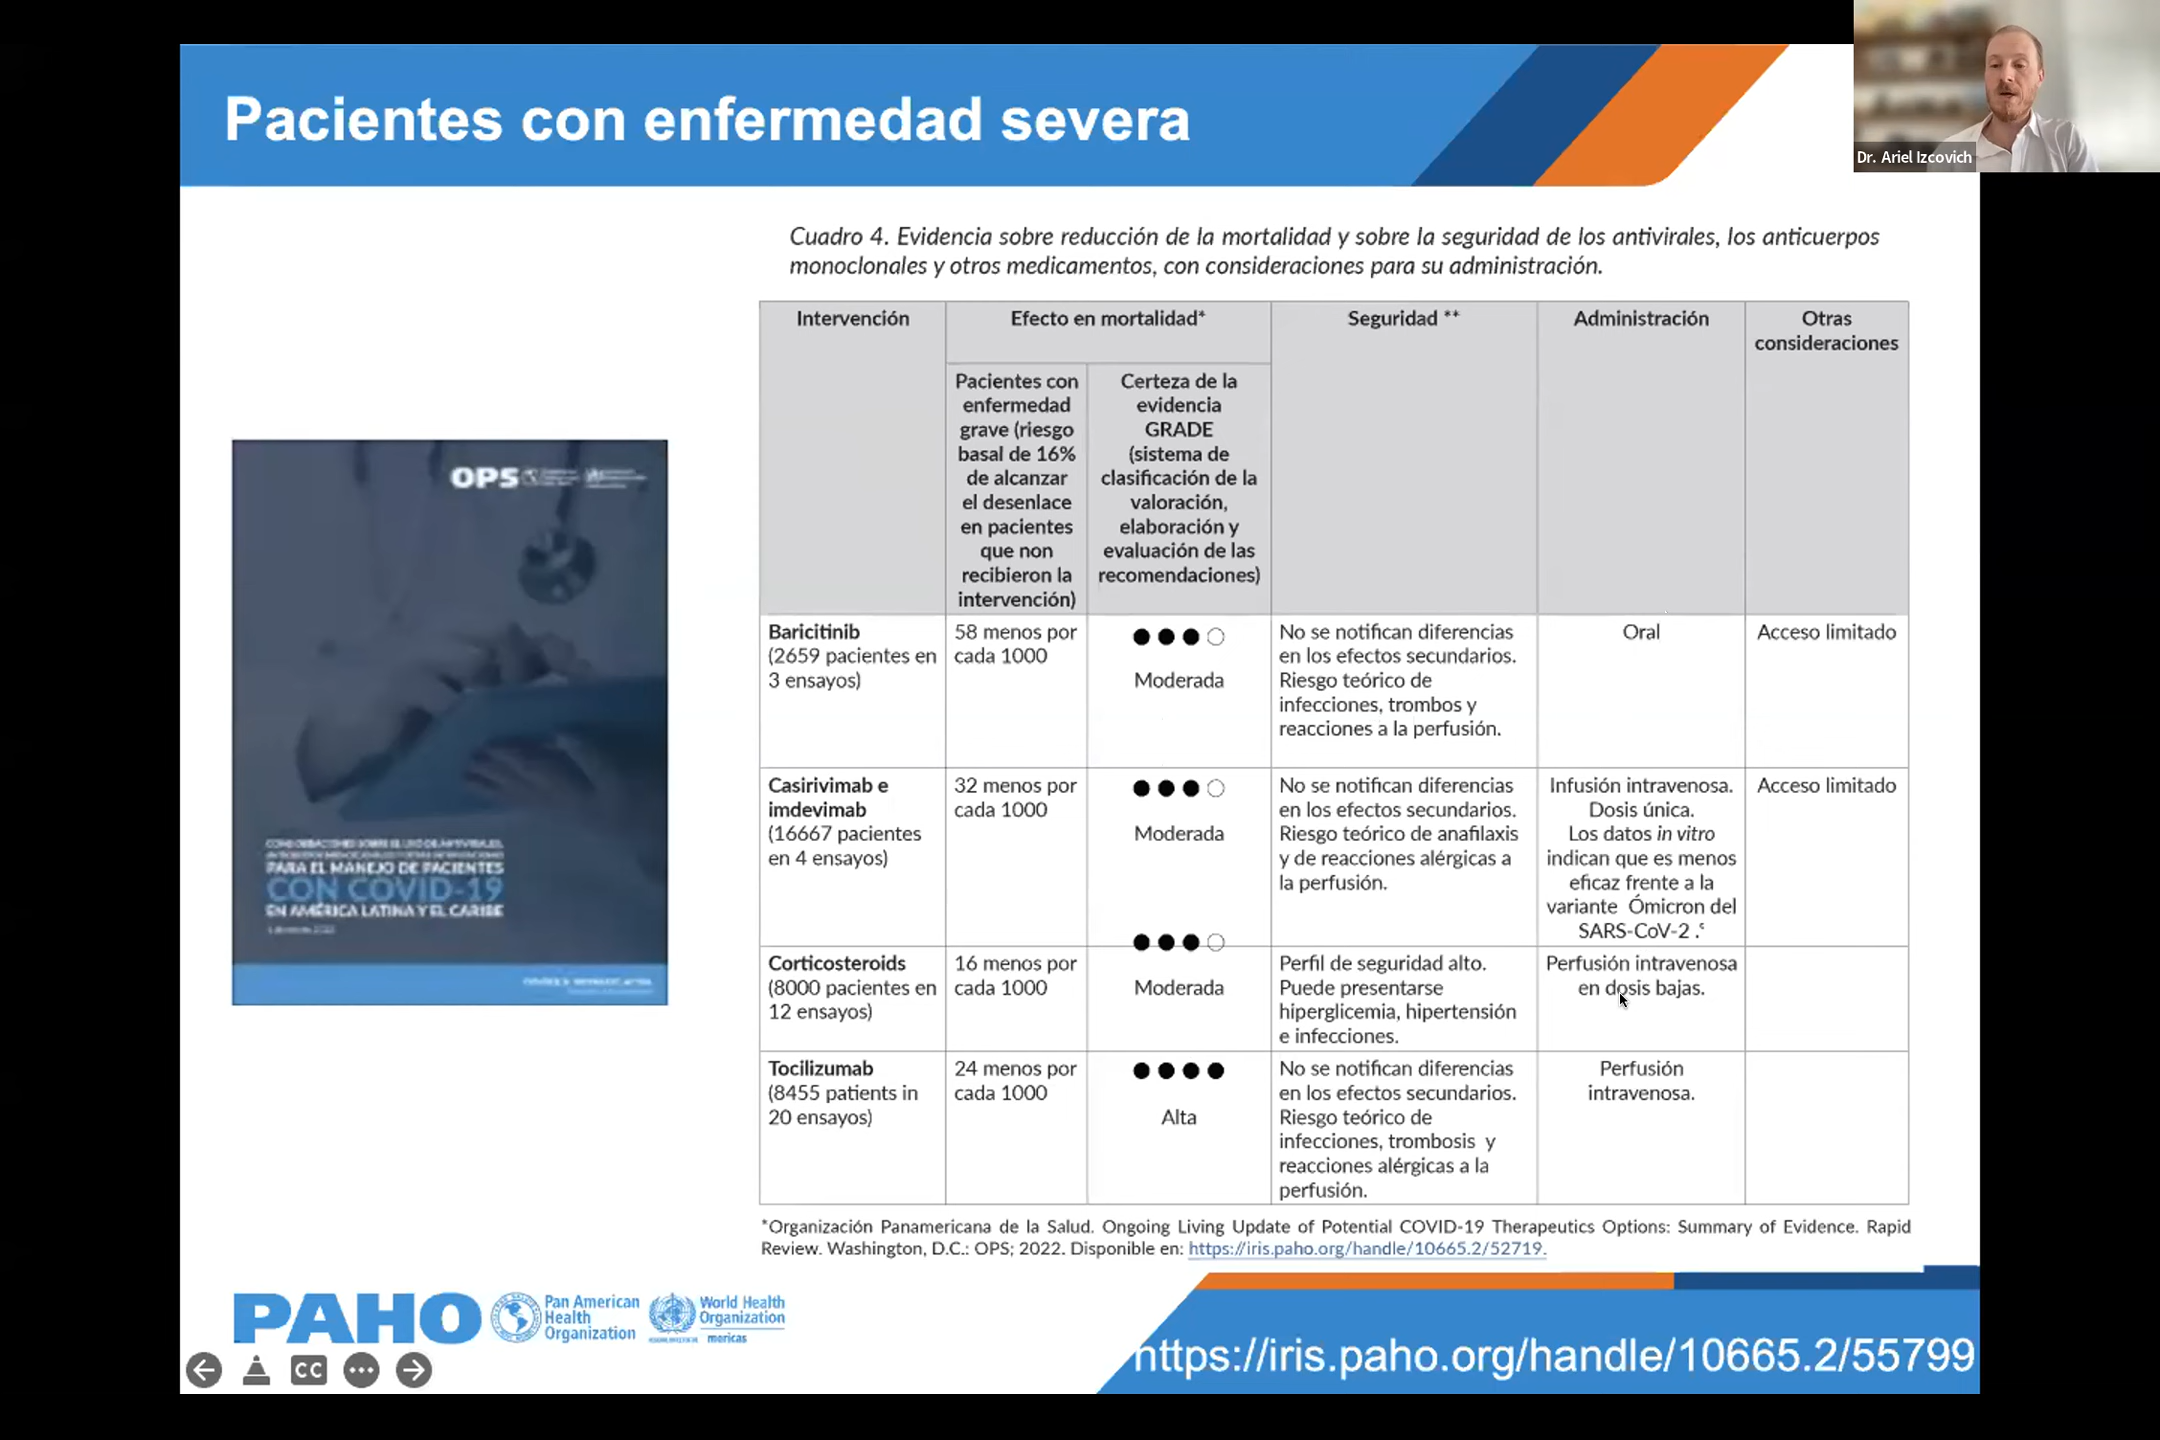 Pacientes con enfermedad severa
Dr. Ariel Izcovich
Cuadro 4. Evidencia sobre reducción de la mortalidad y sobre la seguridad de los antivirales, los anticuerpos
monoclonales y otros medicamentos, con consideraciones para su administración.
Intervención
Efecto en mortalidad*
Seguridad **
Administración
Otras
consideraciones
Pacientes con
enfermedad
grave (riesgo
basal de 16%
de alcanzar
el desenlace
en pacientes
que non
recibieron la
intervención)
Certeza de la
evidencia
GRADE
(sistema de
clasificación de la
valoración,
elaboración y
evaluación de las
recomendaciones)
Baricitinib
(2659 pacientes en
3 ensayos)
58 menos por
cada 1000
Moderada
No se notifican diferencias
en los efectos secundarios.
Riesgo teórico de
infecciones, trombos y
reacciones a la perfusión.
Oral
Acceso limitado
Casirivimab e
imdevimab
(16667 pacientes
en 4 ensayos)
32 menos por
cada 1000
Moderada
No se notifican diferencias
en los efectos secundarios.
Riesgo teórico de anafilaxis
y de reacciones alérgicas a
la perfusión.
Infusión intravenosa.
Dosis única.
Los datos in vitro
indican que es menos
eficaz frente a la
variante Ómicron del
SARS-CoV-2 .
Acceso limitado
Corticosteroids
(8000 pacientes en
12 ensayos)
16 menos por
cada 1000
Moderada
Perfil de seguridad alto.
Puede presentarse
hiperglicemia, hipertensión
e infecciones.
Perfusión intravenosa
en dosis bajas.
Tocilizumab
(8455 patients in
20 ensayos)
24 menos por
cada 1000
Alta
No se notifican diferencias
en los efectos secundarios.
Riesgo teórico de
infecciones, trombosis y
reacciones alérgicas a la
perfusión.
Perfusión
intravenosa.
*Organización Panamericana de la Salud. Ongoing Living Update of Potential COVID-19 Therapeutics Options: Summary of Evidence. Rapid
Review. Washington, D.C.: OPS; 2022. Disponible en: https://iris.paho.org/handle/10665.2/52719.
OPS
PARA EL MANEJO DE PACIENTES
CON COVID-19
EN AMÉRICA LATINA Y EL CARIBE
PAHO
Pan American
Health
Organization
World Health
Organization
CC
https://iris.paho.org/handle/10665.2/55799